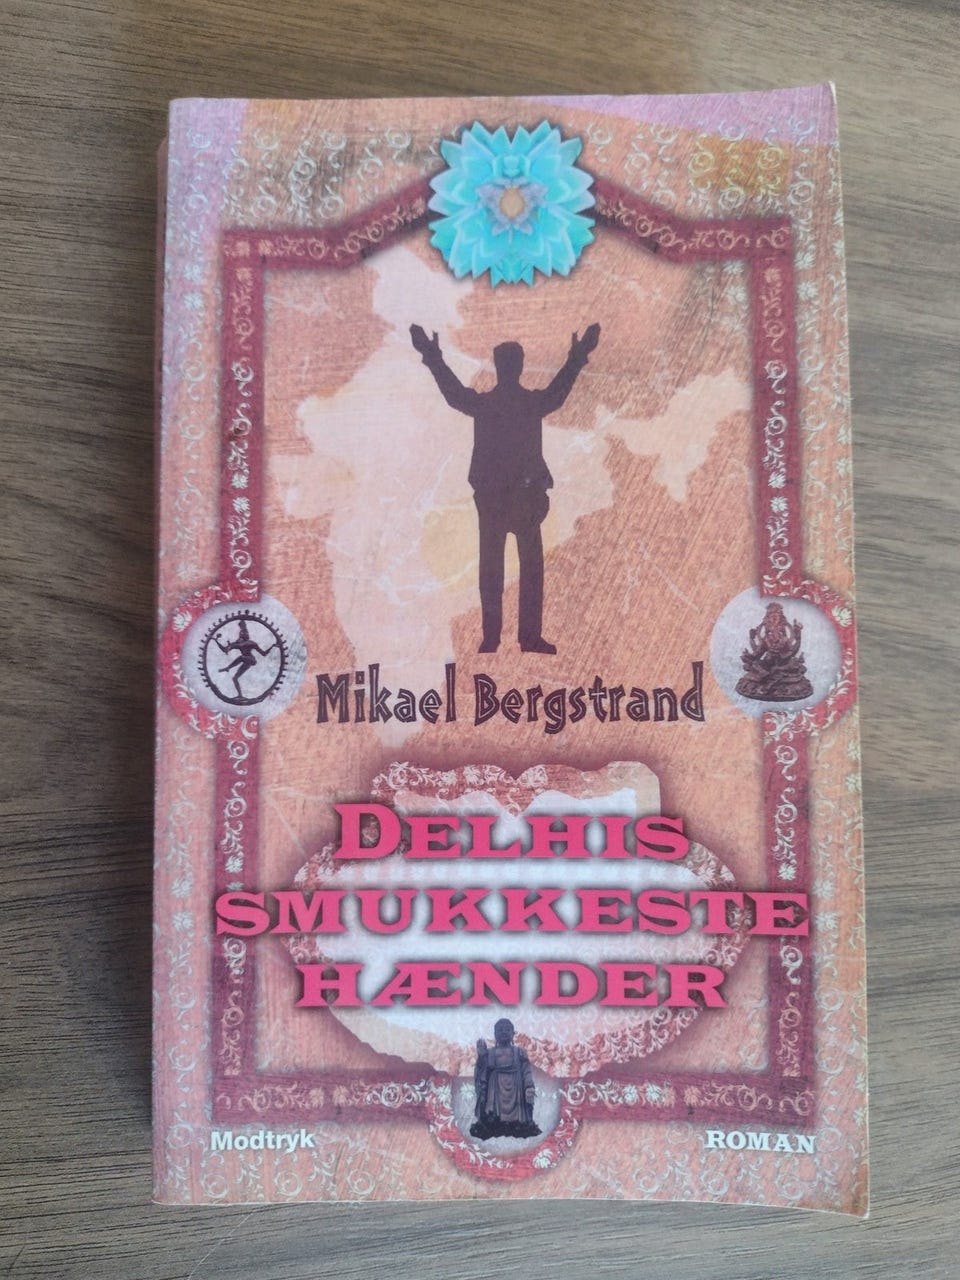 Mikael Bergstrand
DELHIS
SMUKKESTE
HÆNDER
Modtryk
ROMAN